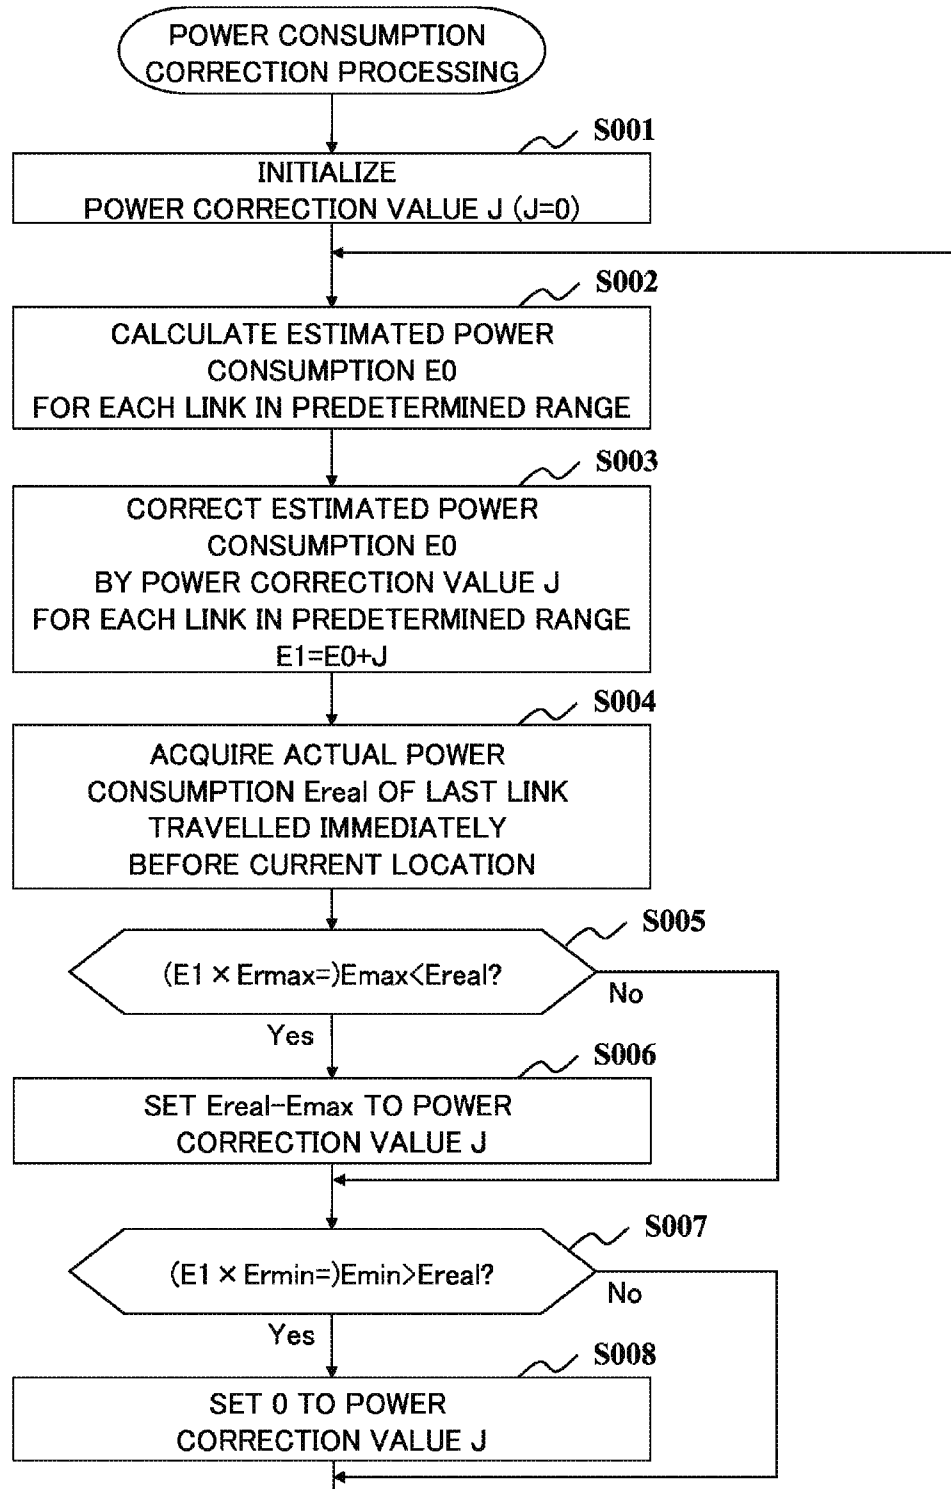 POWER CONSUMPTION
CORRECTION PROCESSING
S001
INITIALIZE
POWER CORRECTION VALUE J (J=0)
S002
CALCULATE ESTIMATED POWER
CONSUMPTION E0
FOR EACH LINK IN PREDETERMINED RANGE
S003
CORRECT ESTIMATED POWER
CONSUMPTION E0
BY POWER CORRECTION VALUE J
FOR EACH LINK IN PREDETERMINED RANGE
E1=E0+J
S004
ACQUIRE ACTUAL POWER
CONSUMPTION Ereal OF LAST LINK
TRAVELLED IMMEDIATELY
BEFORE CURRENT LOCATION
S005
(E1 × Ermax=)Emax<Ereal?
No
Yes
S006
SET Ereal-Emax TO POWER
CORRECTION VALUE J
S007
(E1 × Ermin=)Emin>Ereal?
No
Yes
S008
SET 0 TO POWER
CORRECTION VALUE J